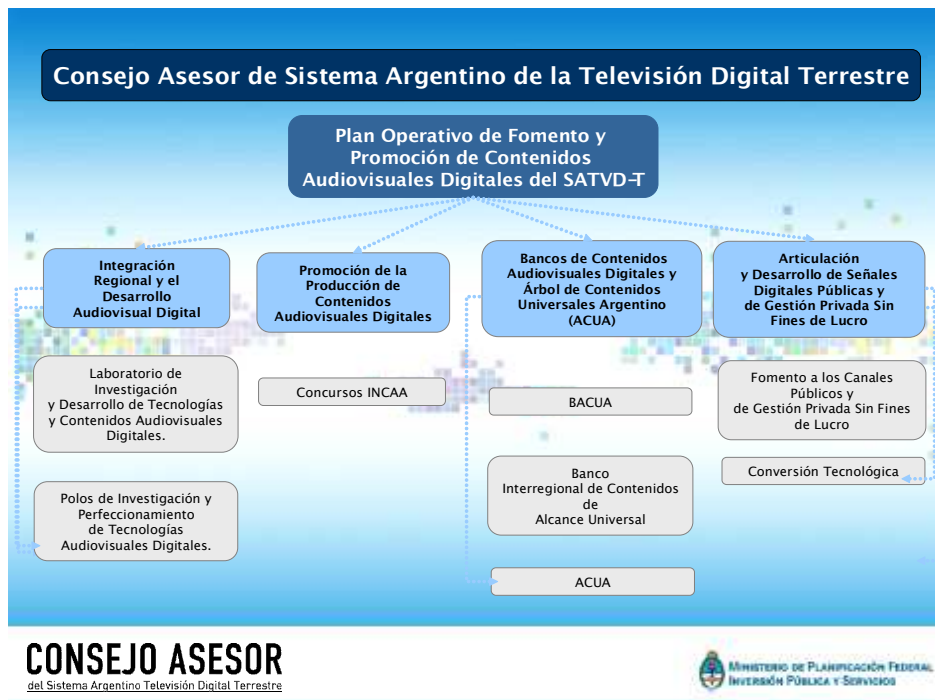 Consejo Asesor de Sistema Argentino de la Televisión Digital Terrestre
Plan Operativo de Fomento y
Promoción de Contenidos
Audiovisuales Digitales del SATVD-T
Integración
Regional y el
Desarrollo
Audiovisual Digital
Laboratorio de
Investigación
y Desarrollo de Tecnologías
y Contenidos Audiovisuales
Digitales.
Polos de Investigación y
Perfeccionamiento
de Tecnologías
Audiovisuales Digitales.
Promoción de la
Producción de
Contenidos
Audiovisuales Digitales
Concursos INCAA
Bancos de Contenidos
Audiovisuales Digitales y
Árbol de Contenidos
Universales Argentino
(ACUA)
BACUA
Banco
Interregional de Contenidos
de
Alcance Universal
ACUA
Articulación
y Desarrollo de Señales
Digitales Públicas y
de Gestión Privada Sin
Fines de Lucro
Fomento a los Canales
Públicos y
de Gestión Privada Sin Fines
de Lucro
Conversión Tecnológica
CONSEJO ASESOR
del Sistema Argentino Televisión Digital Terrestre
Ministerio de Planificación Federal
Inversión Pública y Servicios